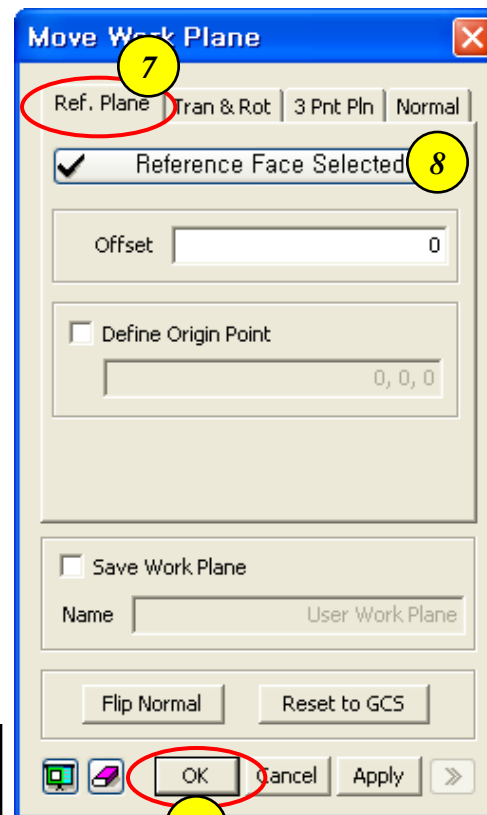 Move Work Plane
7
Ref. Plane Tran & Rot 3 Pnt Pln Normal
Reference Face Selected 8
Offset 0
Define Origin Point
0, 0, 0
Save Work Plane
Name User Work Plane
Flip Normal Reset to GCS
OK Cancel Apply